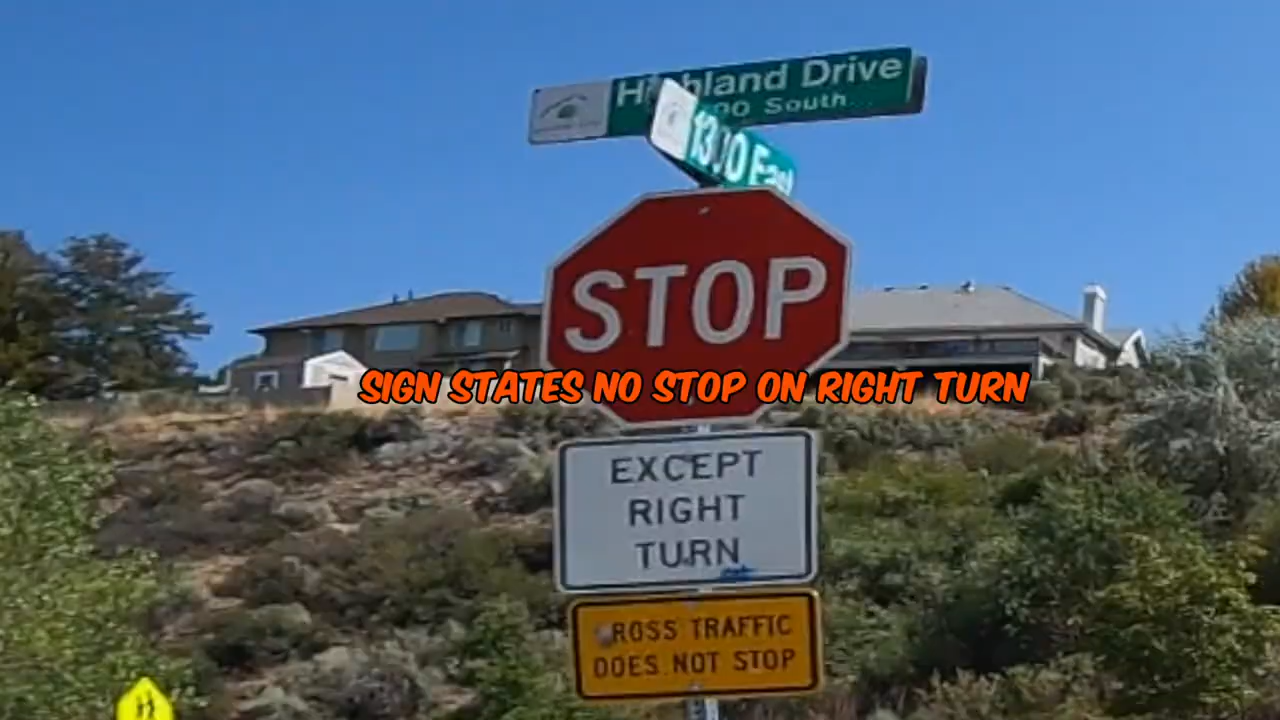 Highland Drive
South
1300 East
STOP
SIGN STATES NO STOP ON RIGHT TURN
EXCEPT
RIGHT
TURN
CROSS TRAFFIC
DOES NOT STOP